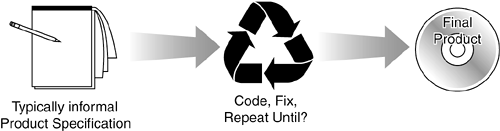 Typically informal
Product Specification
Code, Fix,
Repeat Until?
Final
Product